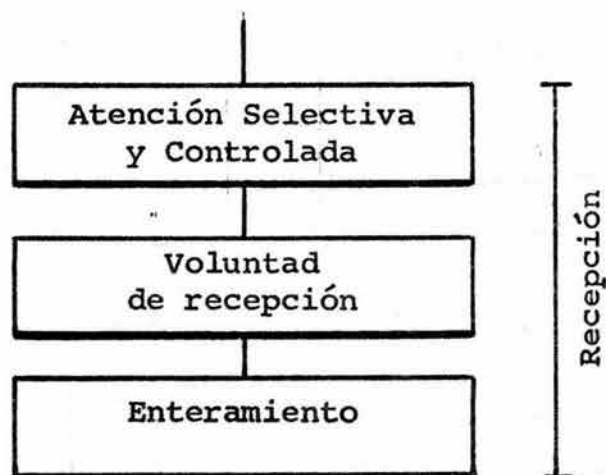 Atención Selectiva
y Controlada
Voluntad
de recepción
Enteramiento
Recepción